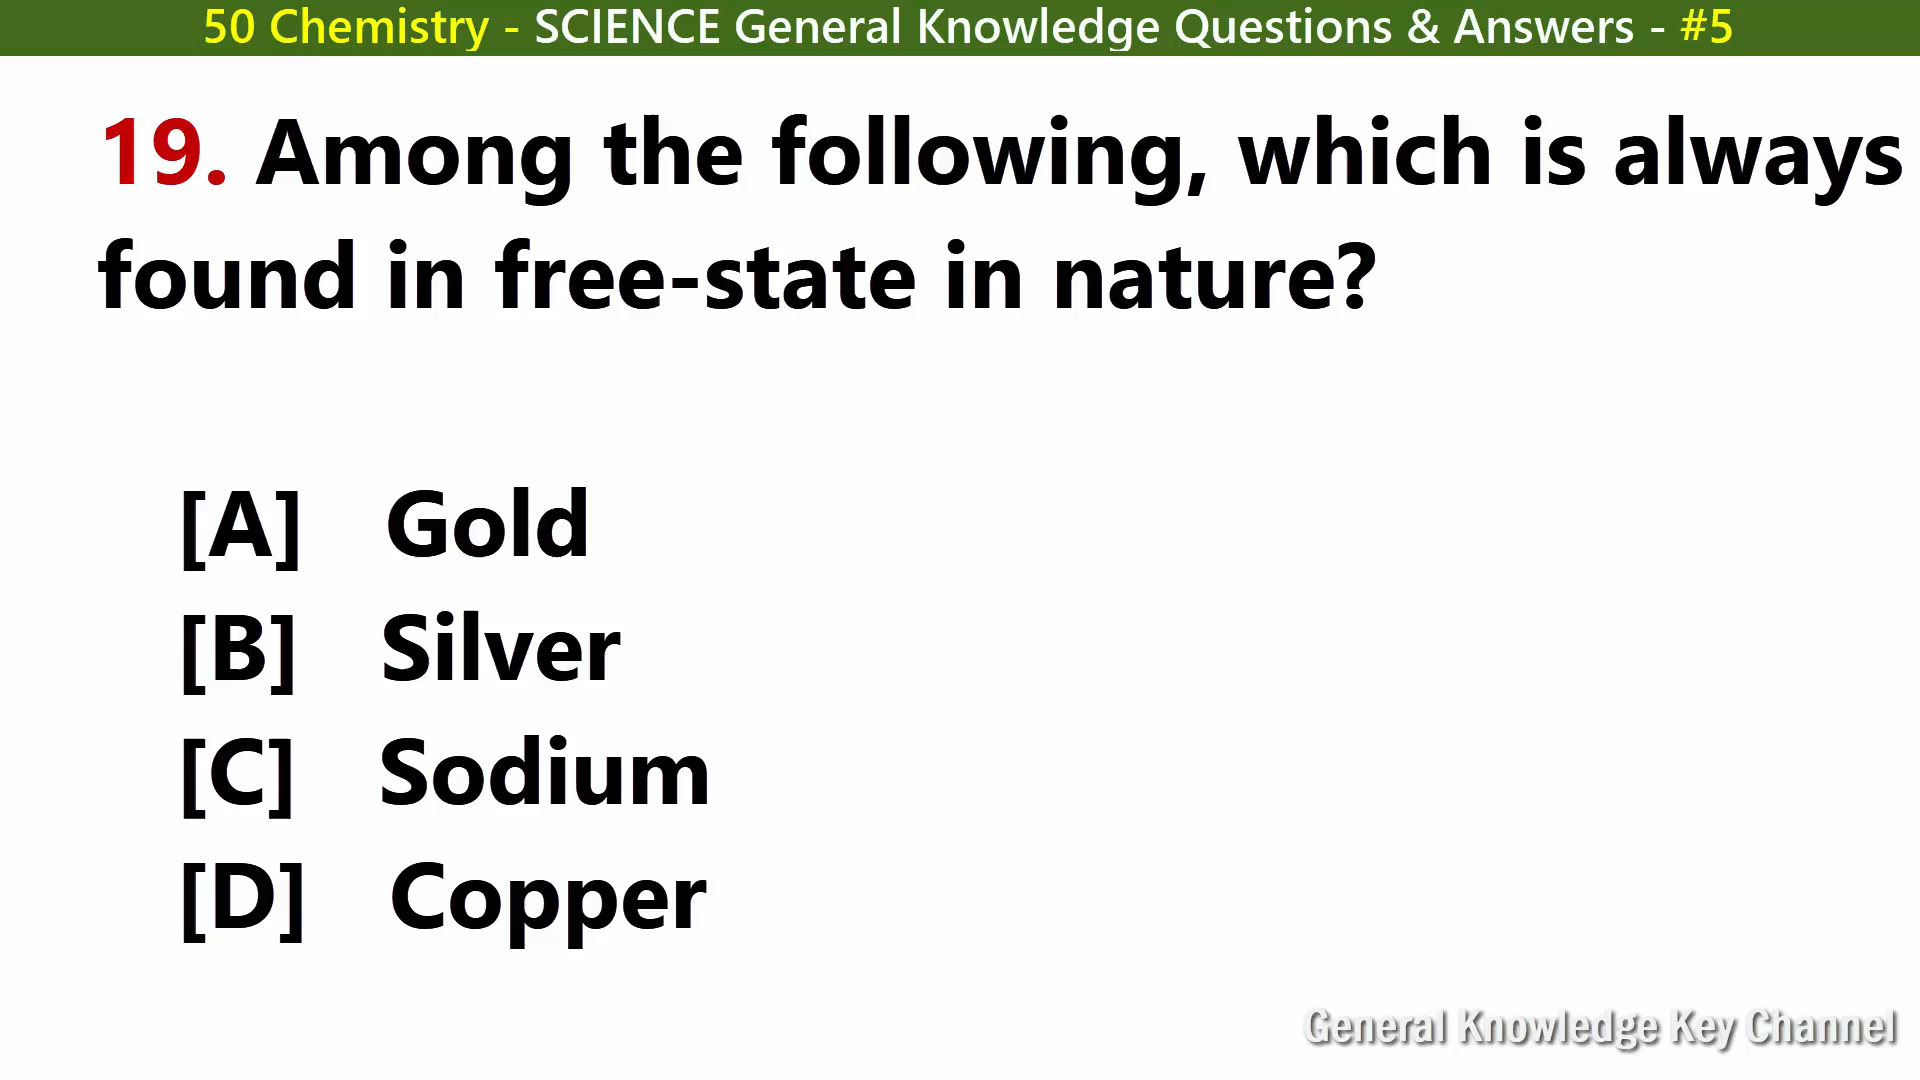 50 Chemistry - SCIENCE General Knowledge Questions & Answers - #5
19. Among the following, which is always
found in free-state in nature?
[A] Gold
[B] Silver
[C] Sodium
[D] Copper
General Knowledge Key Channel